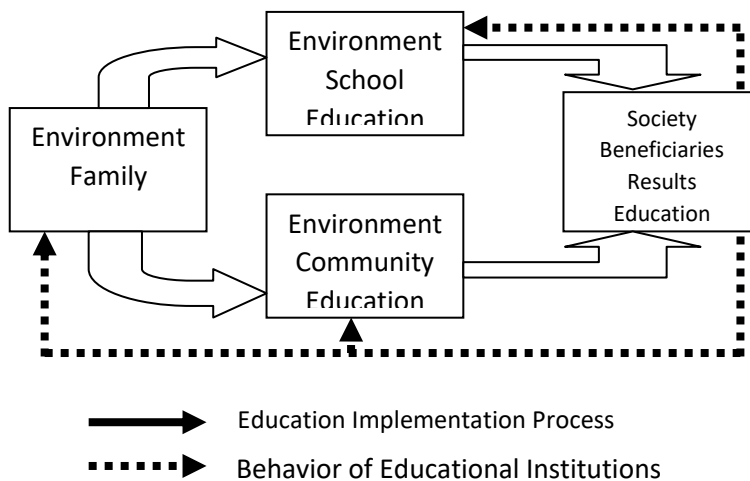 Environment
School
Education
Environment
Family
Society
Beneficiaries
Results
Education
Environment
Community
Education
Education Implementation Process
Behavior of Educational Institutions